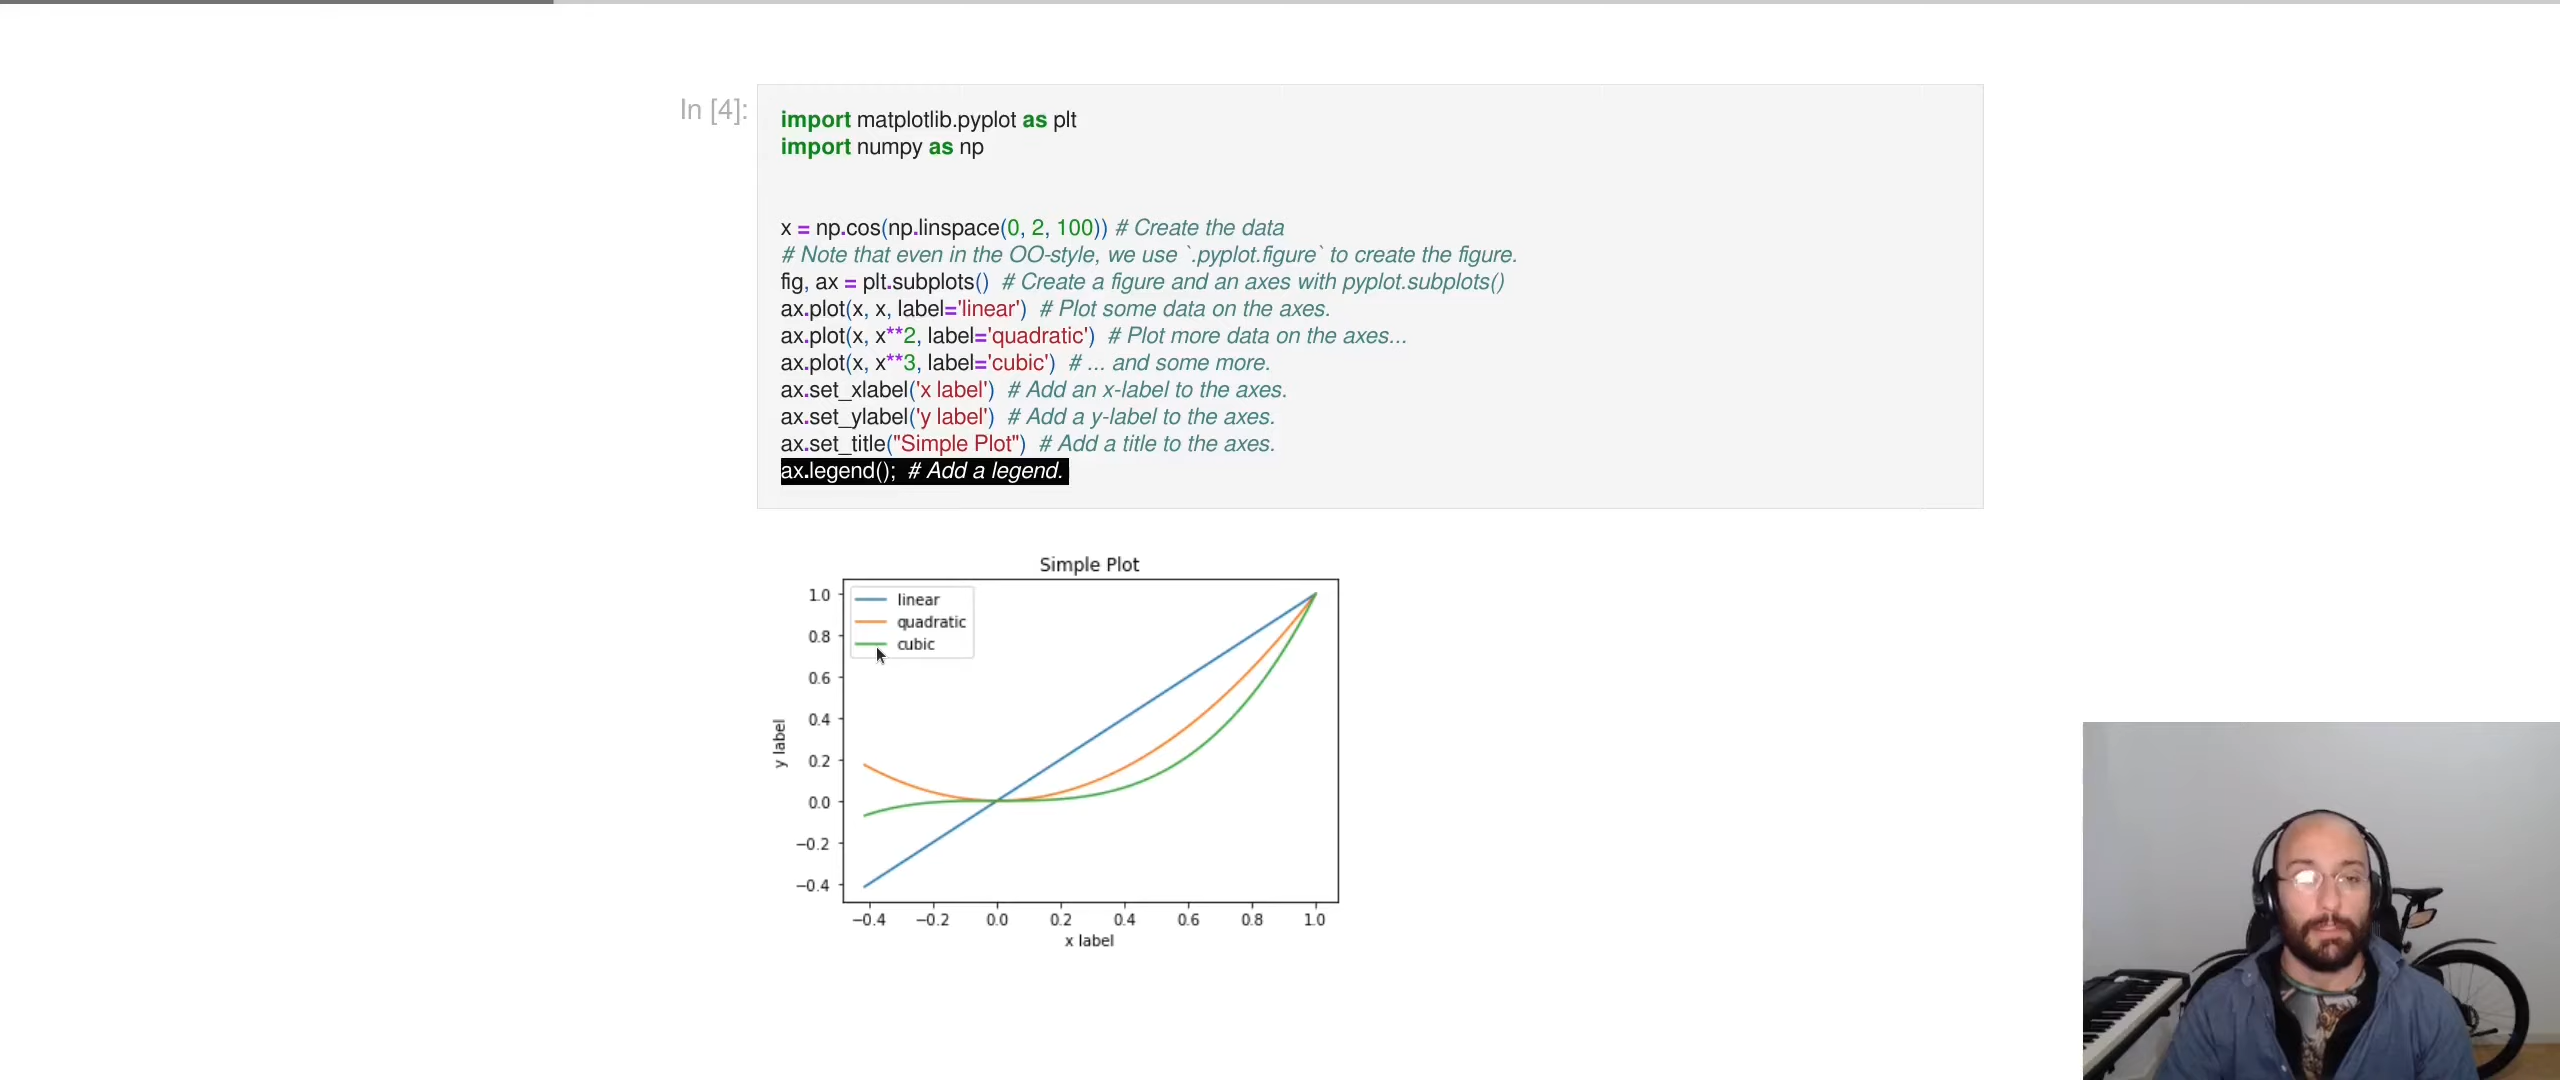 In [4]:
import matplotlib.pyplot as plt
import numpy as np
x = np.cos(np.linspace(0, 2, 100)) # Create the data
# Note that even in the OO-style, we use `.pyplot.figure` to create the figure.
fig, ax = plt.subplots()  # Create a figure and an axes with pyplot.subplots()
ax.plot(x, x, label='linear')  # Plot some data on the axes.
ax.plot(x, x**2, label='quadratic')  # Plot more data on the axes...
ax.plot(x, x**3, label='cubic')  # ... and some more.
ax.set_xlabel('x label')  # Add an x-label to the axes.
ax.set_ylabel('y label')  # Add a y-label to the axes.
ax.set_title("Simple Plot")  # Add a title to the axes.
ax.legend();  # Add a legend.
Simple Plot
linear
quadratic
cubic
1.0
0.8
0.6
0.4
0.2
0.0
−0.2
−0.4
y label
−0.4 −0.2 0.0 0.2 0.4 0.6 0.8 1.0
x label